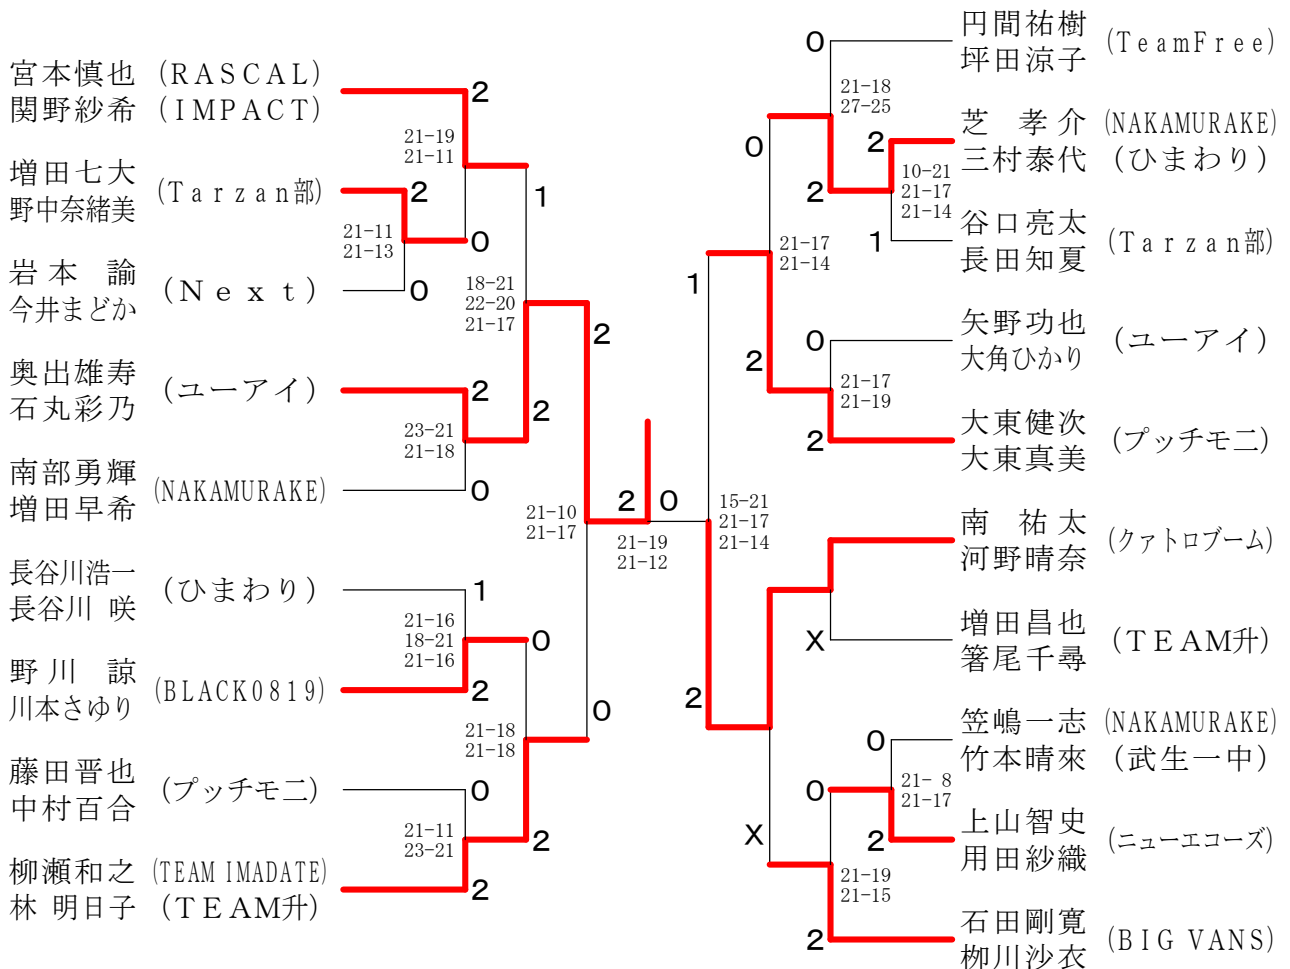 宮本慎也 (RASCAL)
関野紗希 (IMPACT)
増田七大
野中奈緒美 (Tarzan部)
岩本 諭
今井まどか (Next)
奥出雄寿
石丸彩乃 (ユーアイ)
南部勇輝
増田早希 (NAKAMURAKE)
長谷川浩一
長谷川 咲 (ひまわり)
野川 諒
川本さゆり (BLACK0819)
藤田晋也
中村百合 (プッチモ二)
柳瀬和之 (TEAM IMADATE)
林 明日子 (TEAM升)
2
21-19
21-11
2
0
21-11
21-13
0
1
18-21
22-20
21-17
2
2
23-21
21-18
0
2
21-10
21-17
1
21-16
18-21
21-16
2
0
21-18
21-18
0
21-11
23-21
2
2
0
2 0
21-19
21-12
円間祐樹
坪田涼子 (TeamFree)
芝 孝介 (NAKAMURAKE)
三村泰代 (ひまわり)
谷口亮太
長田知夏 (Tarzan部)
矢野功也
大角ひかり (ユーアイ)
大東健次
大東真美 (プッチモ二)
南 祐太
河野晴奈 (クァトロブーム)
増田昌也
箸尾千尋 (TEAM升)
笠嶋一志 (NAKAMURAKE)
竹本晴來 (武生一中)
上山智史
用田紗織 (ニューエコーズ)
石田剛寛
栁川沙衣 (BIG VANS)
0
21-18
27-25
2
2
10-21
21-17
21-14
1
0
21-17
21-14
2
0
21-17
21-19
2
1
15-21
21-17
21-14
2
X
X
0
21- 8
21-17
2
0
21-19
21-15
2